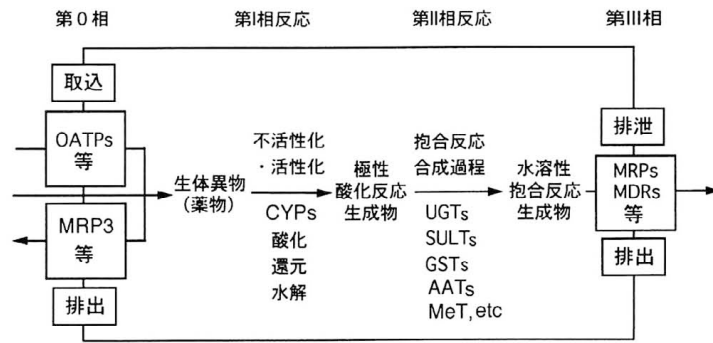 第0相
第I相反応
第II相反応
第III相
取込
OATPs
等
MRP3
等
排出
生体異物
(薬物)
不活性化
・活性化
CYPs
酸化
還元
水解
極性
酸化反応
生成物
抱合反応
合成過程
UGTs
SULTs
GSTs
AATs
MeT, etc
水溶性
抱合反応
生成物
排泄
MRPs
MDRs
等
排出